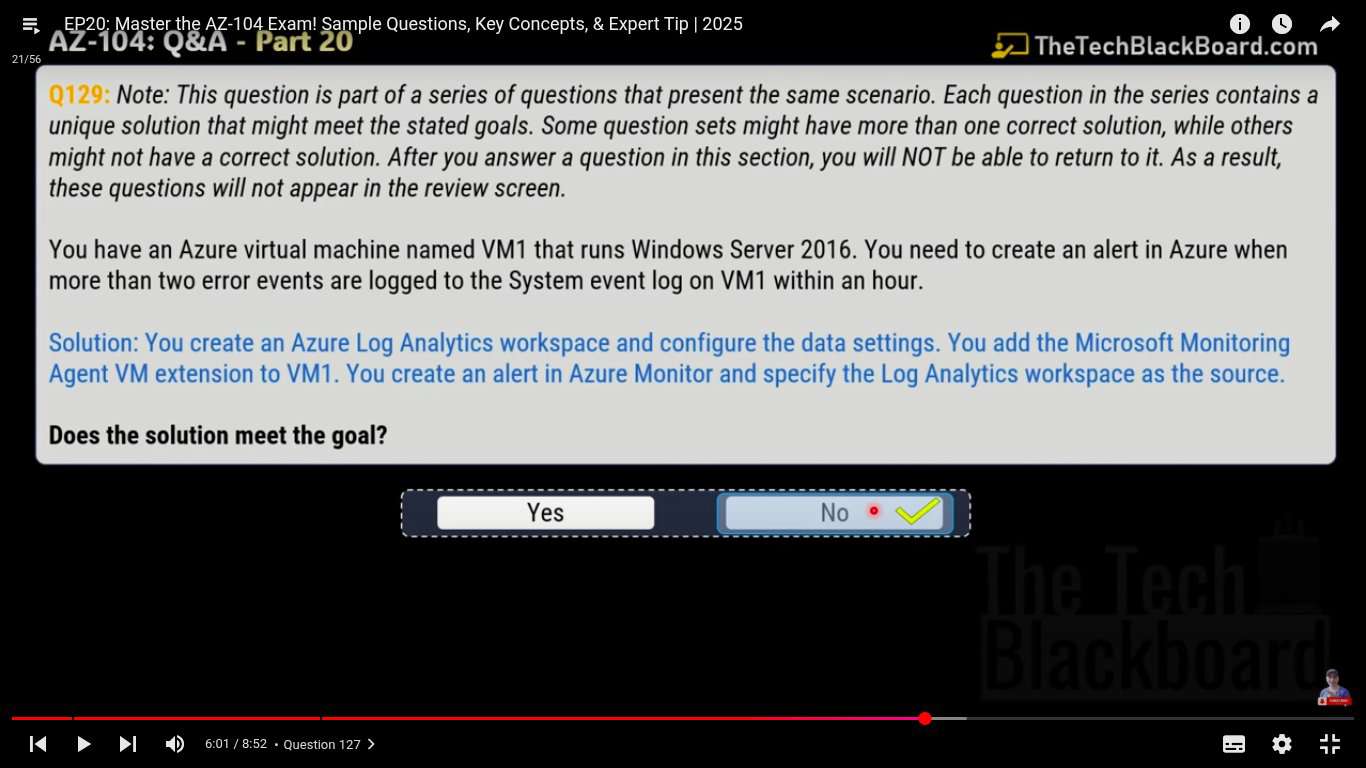 EP20: Master the AZ-104 Exam! Sample Questions, Key Concepts, & Expert Tip | 2025
AZ-104: Q&A - Part 20
TheTechBlackBoard.com
21/56
Q129: Note: This question is part of a series of questions that present the same scenario. Each question in the series contains a
unique solution that might meet the stated goals. Some question sets might have more than one correct solution, while others
might not have a correct solution. After you answer a question in this section, you will NOT be able to return to it. As a result,
these questions will not appear in the review screen.
You have an Azure virtual machine named VM1 that runs Windows Server 2016. You need to create an alert in Azure when
more than two error events are logged to the System event log on VM1 within an hour.
Solution: You create an Azure Log Analytics workspace and configure the data settings. You add the Microsoft Monitoring
Agent VM extension to VM1. You create an alert in Azure Monitor and specify the Log Analytics workspace as the source.
Does the solution meet the goal?
Yes
No
The Tech
Blackboard
6:01 / 8:52 • Question 127